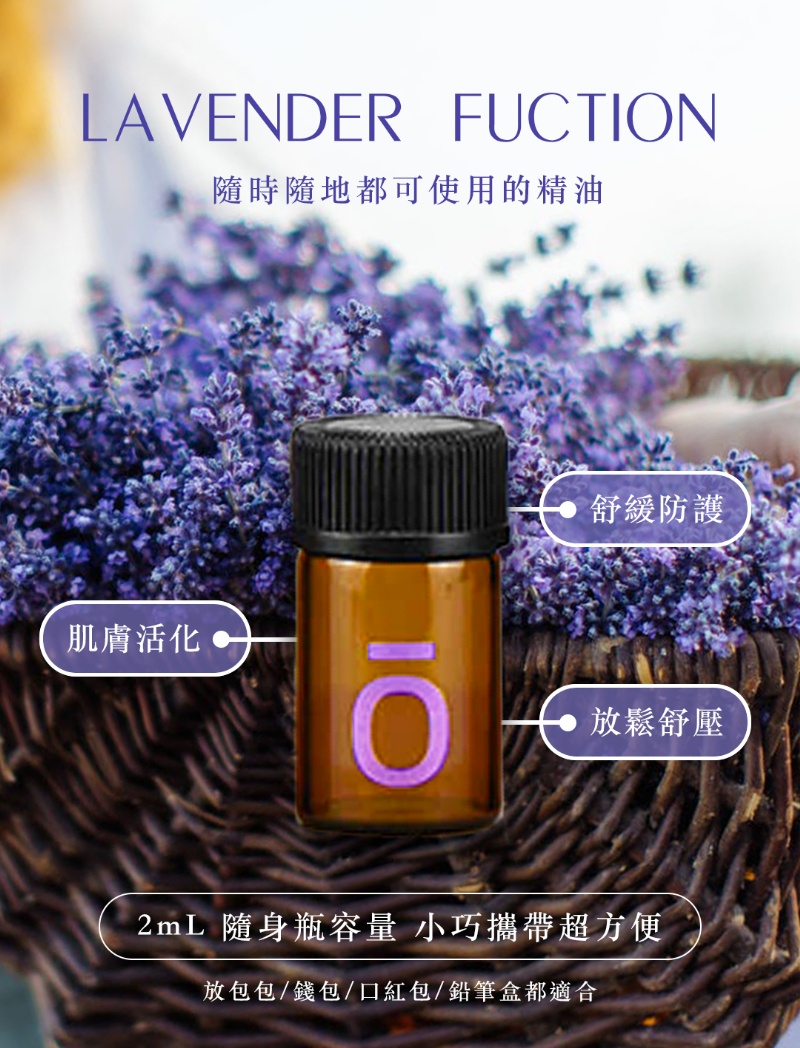 LAVENDER FUCTION
隨時隨地都可使用的精油
舒緩防護
肌膚活化
ō
放鬆舒壓
2mL 隨身瓶容量 小巧攜帶超方便
放包包/錢包/口紅包/鉛筆盒都適合